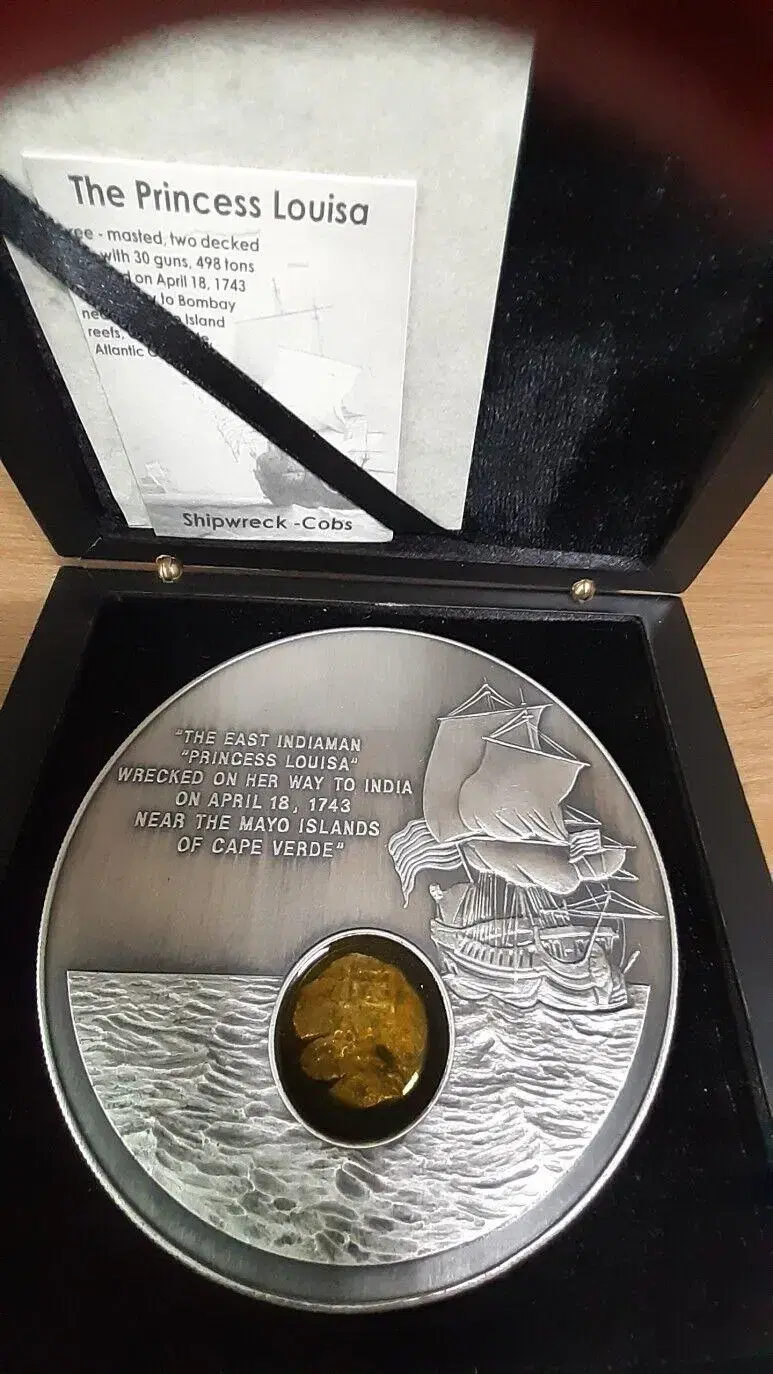 The Princess Louisa
- masted, two decked
with 30 guns, 498 tons
on April 18, 1743
to Bombay
Island
reefs,
Atlantic
Shipwreck -Cobs
"THE EAST INDIAMAN
"PRINCESS LOUISA"
WRECKED ON HER WAY TO INDIA
ON APRIL 18, 1743
NEAR THE MAYO ISLANDS
OF CAPE VERDE"